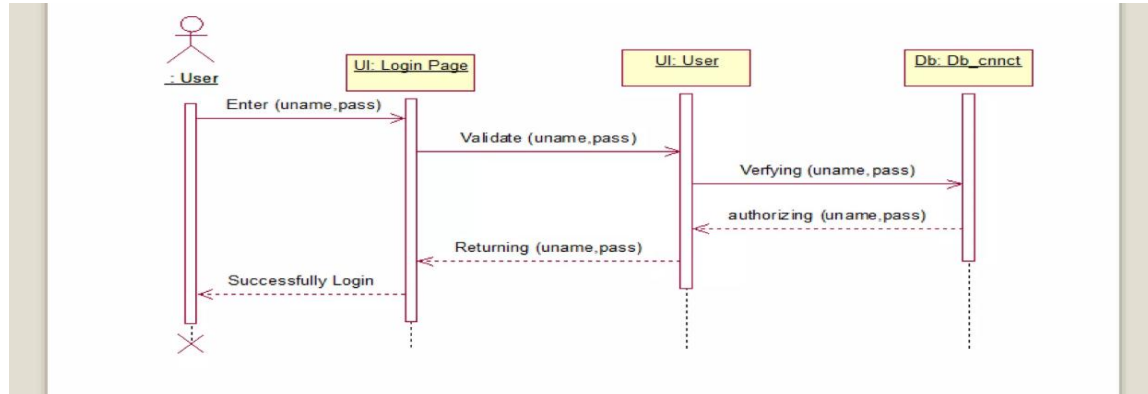 : User
UI: Login Page
UI: User
Db: Db_cnnct
Enter (uname,pass)
Validate (uname,pass)
Verfying (uname,pass)
authorizing (uname,pass)
Returning (uname,pass)
Successfully Login